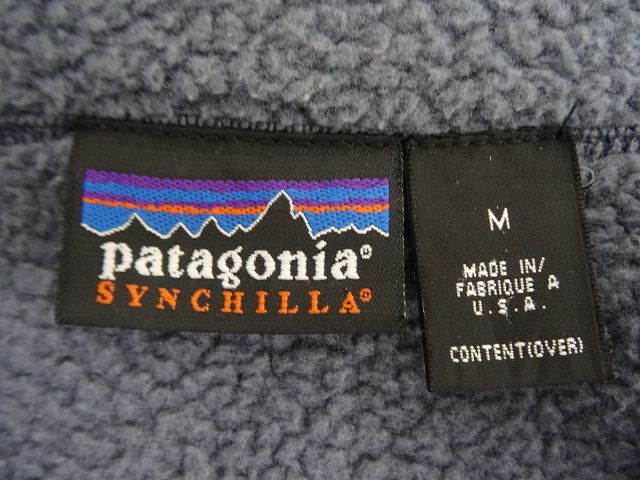 patagonia®
SYNCHILLA®
M
MADE IN/
FABRIQUE A
U.S.A.
CONTENT(OVER)